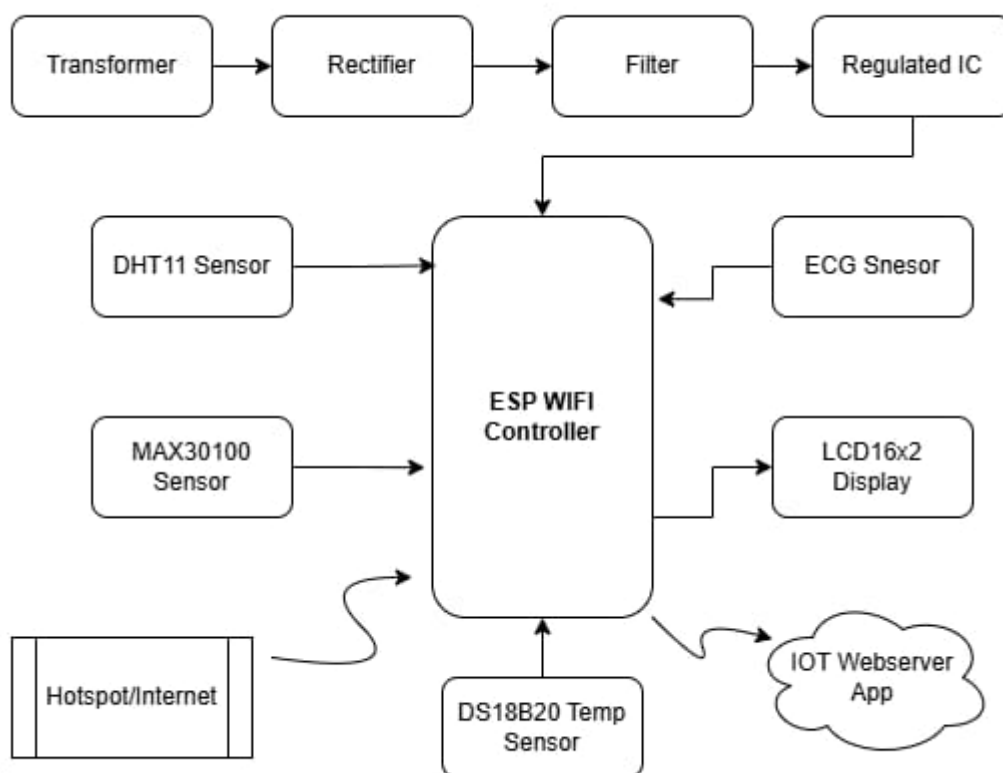 Transformer
Rectifier
Filter
Regulated IC
DHT11 Sensor
ECG Snesor
ESP WIFI
Controller
MAX30100
Sensor
LCD16x2
Display
Hotspot/Internet
DS18B20 Temp
Sensor
IOT Webserver
App